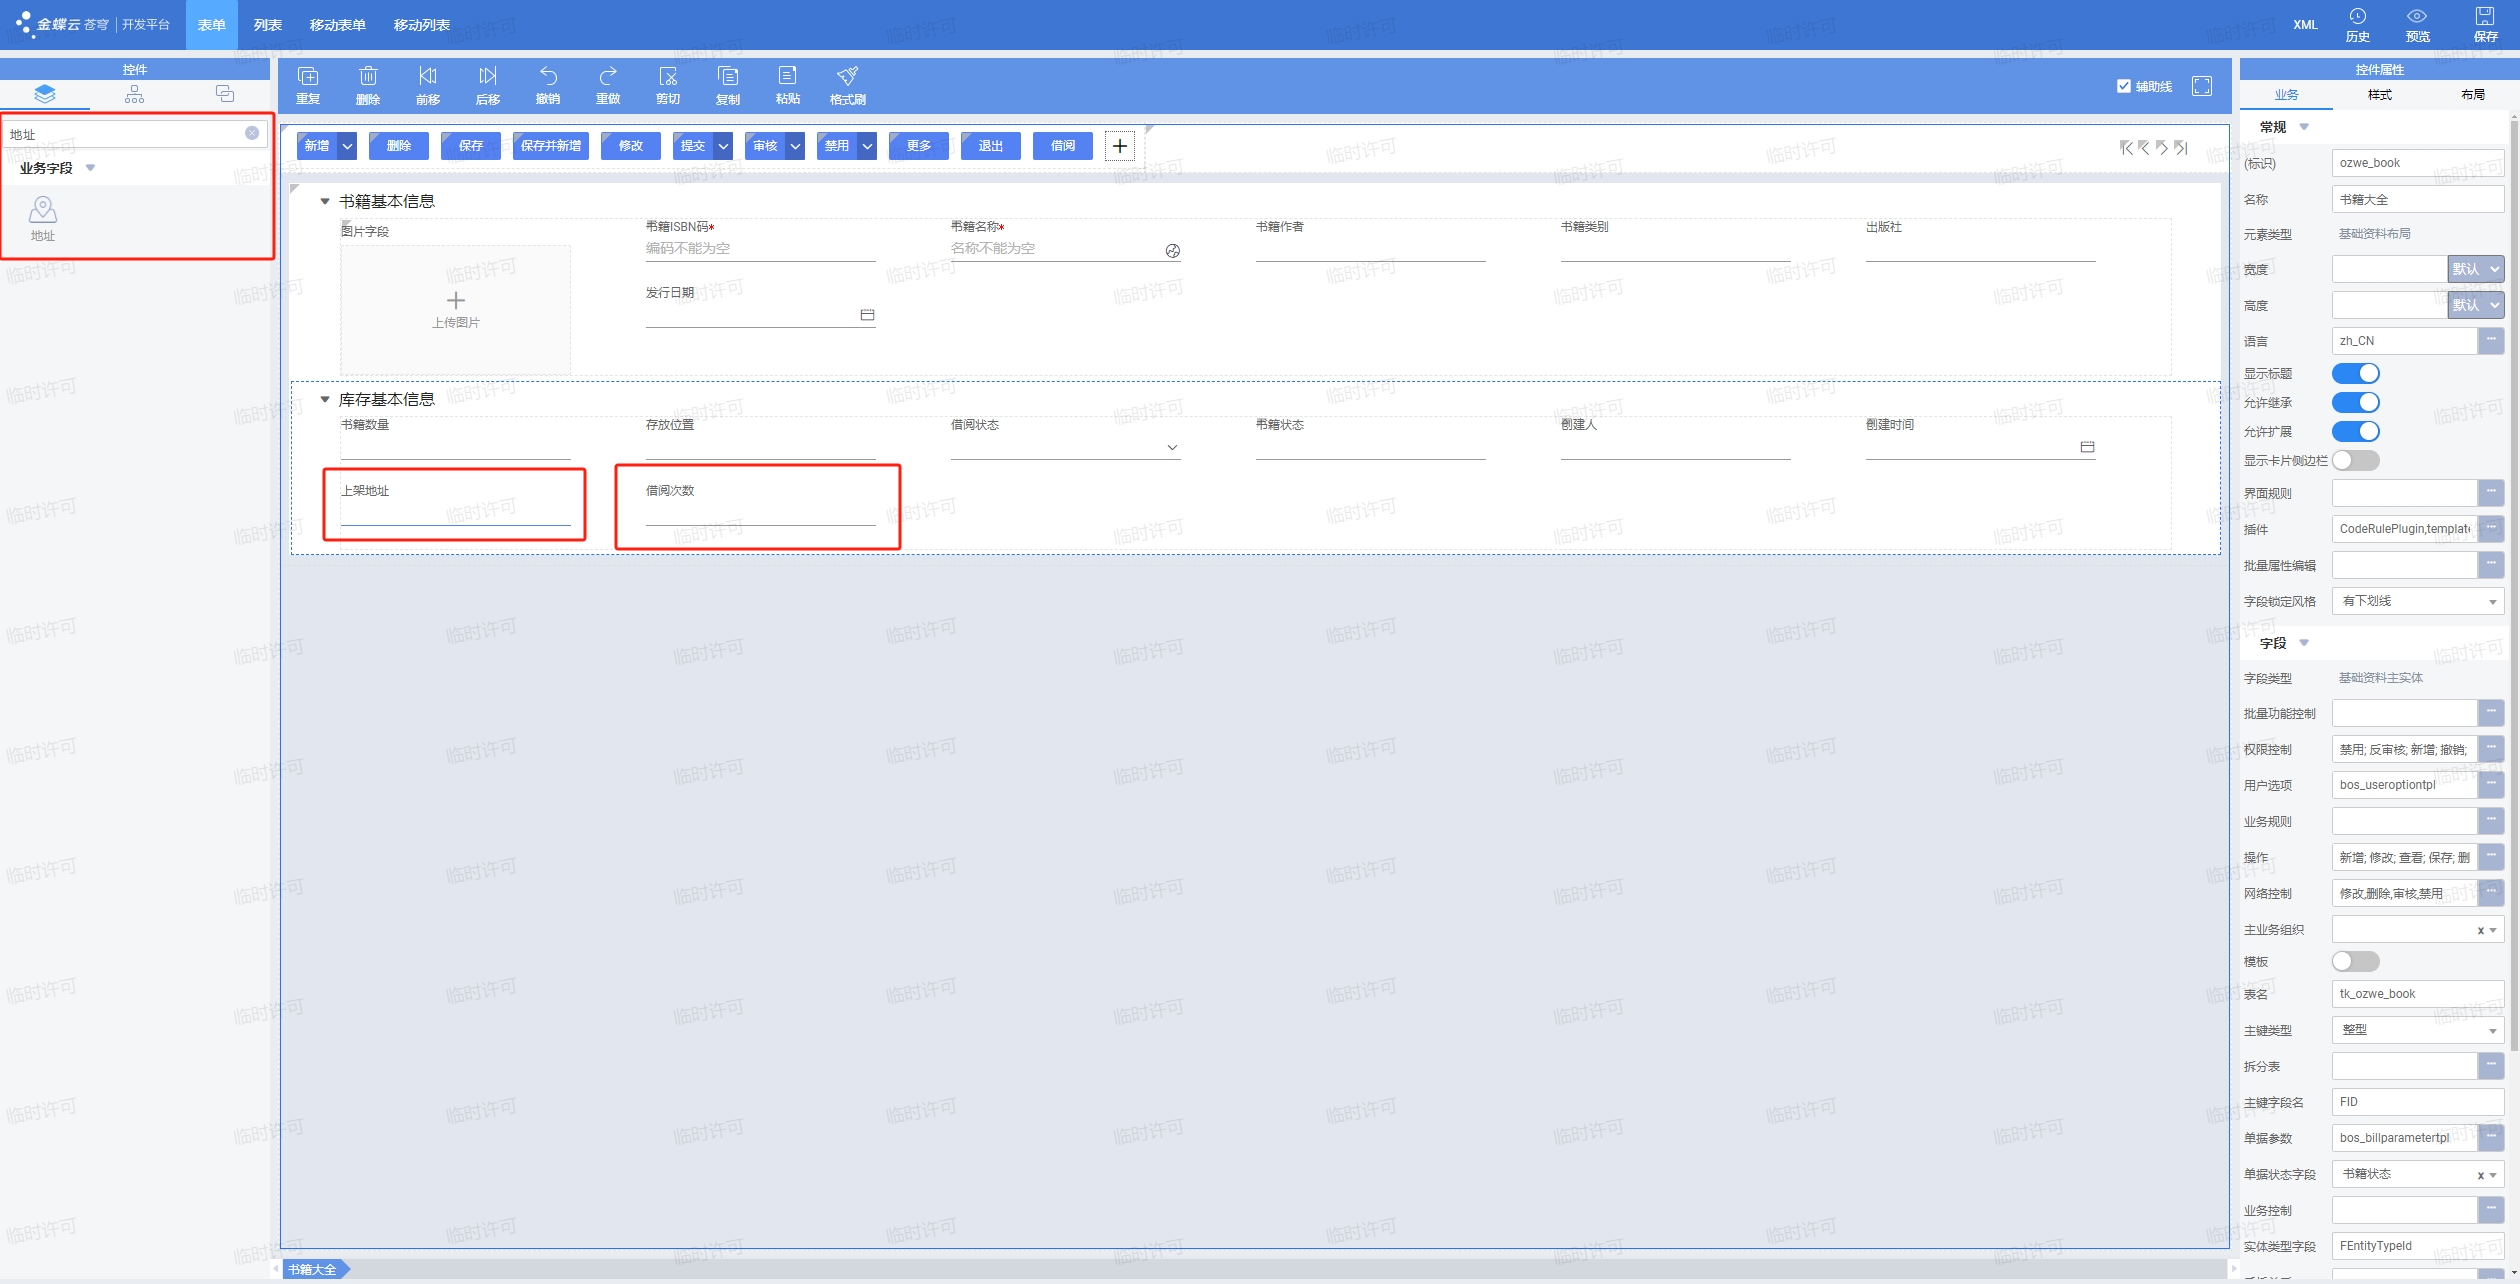 金蝶云 苍穹 | 开发平台 表单 列表 移动表单 移动列表 XML 历史 预览 保存
控件
地址
业务字段
地址
重复 删除 前移 后移 撤销 重做 剪切 复制 粘贴 格式刷 辅助线
新增 删除 保存 保存并新增 修改 提交 审核 禁用 更多 退出 借阅
书籍基本信息
图片字段 书籍ISBN码* 书籍名称* 书籍作者 书籍类别 出版社
编码不能为空 名称不能为空
发行日期
上传图片
库存基本信息
书籍数量 存放位置 借阅状态 书籍状态 创建人 创建时间
上架地址 借阅次数
书籍大全
控件属性
业务 样式 布局
常规
(标识) ozwe_book
名称 书籍大全
元素类型 基础资料布局
宽度 默认
高度 默认
语言 zh_CN
显示标题
允许继承
允许扩展
显示卡片侧边栏
界面规则
插件 CodeRulePlugin,templat
批量属性编辑
字段锁定风格 有下划线
字段
字段类型 基础资料主实体
批量功能控制
权限控制 禁用; 反审核; 新增; 撤销;
用户选项 bos_useroptiontpl
业务规则
操作 新增; 修改; 查看; 保存; 删
网络控制 修改,删除,审核,禁用
主业务组织 x
模板
表名 tk_ozwe_book
主键类型 整型
拆分表
主键字段名 FID
单据参数 bos_billparametertpl
单据状态字段 书籍状态 x
业务控制
实体类型字段 FEntityTypeId
临时许可